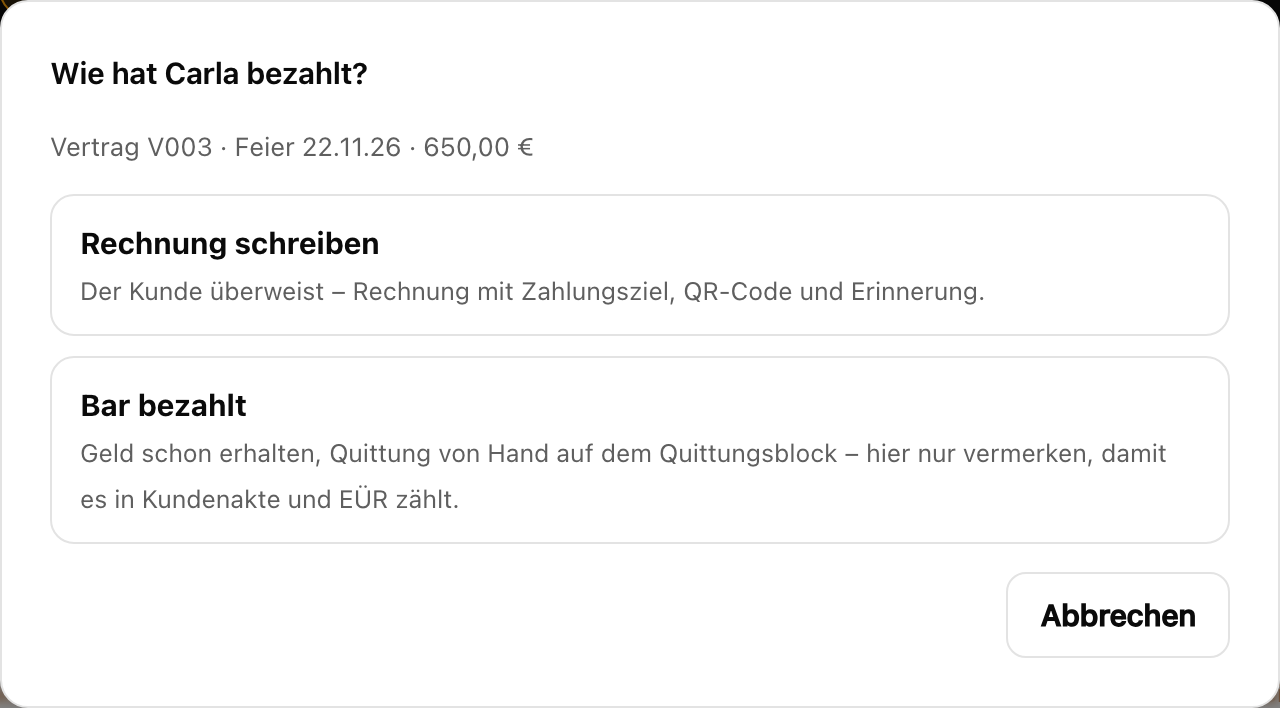 Wie hat Carla bezahlt?
Vertrag V003 · Feier 22.11.26 · 650,00 €
Rechnung schreiben
Der Kunde überweist – Rechnung mit Zahlungsziel, QR-Code und Erinnerung.
Bar bezahlt
Geld schon erhalten, Quittung von Hand auf dem Quittungsblock – hier nur vermerken, damit
es in Kundenakte und EÜR zählt.
Abbrechen